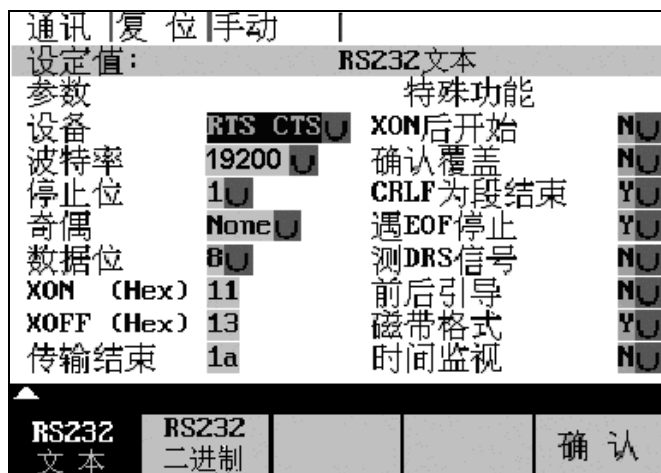 通讯 复 位 手动
设定值: RS232文本
参数 特殊功能
设备 RTS CTS XON后开始 N
波特率 19200 确认覆盖 N
停止位 1 CRLF为段结束 Y
奇偶 None 遇EOF停止 Y
数据位 8 测DRS信号 N
XON (Hex) 11 前后引导 N
XOFF (Hex) 13 磁带格式 Y
传输结束 1a 时间监视 N
RS232 文 本
RS232 二进制
确 认